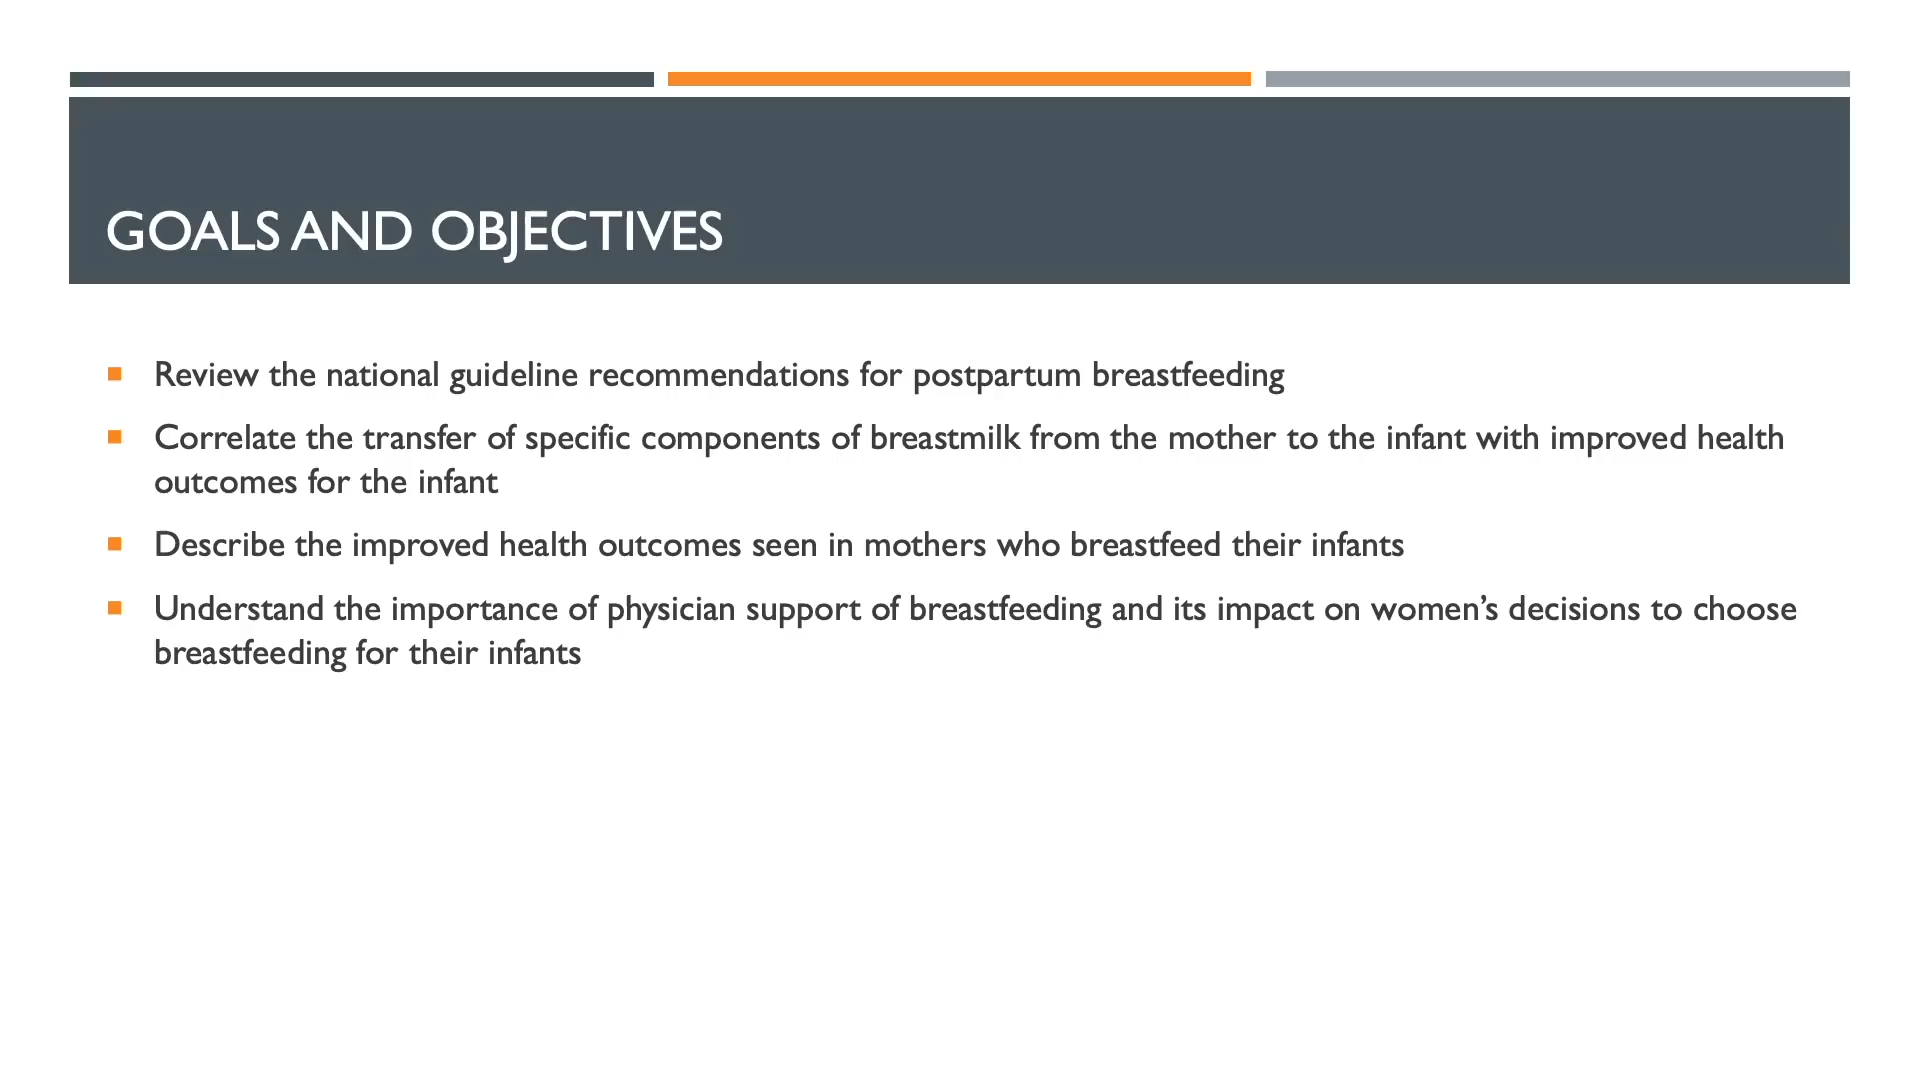 GOALS AND OBJECTIVES
Review the national guideline recommendations for postpartum breastfeeding
Correlate the transfer of specific components of breastmilk from the mother to the infant with improved health
outcomes for the infant
Describe the improved health outcomes seen in mothers who breastfeed their infants
Understand the importance of physician support of breastfeeding and its impact on women’s decisions to choose
breastfeeding for their infants